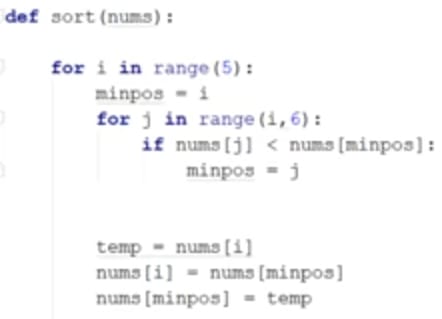 def sort(nums):
for i in range(5):
minpos = i
for j in range(i,6):
if nums[j] < nums[minpos]:
minpos = j
temp = nums[i]
nums[i] = nums[minpos]
nums[minpos] = temp